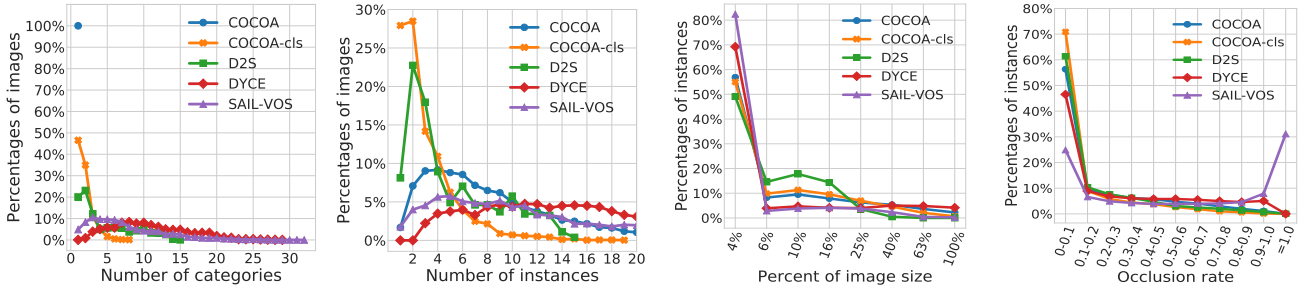 100%
90%
80%
70%
60%
50%
40%
30%
20%
10%
0%
Percentages of images
0 5 10 15 20 25 30
Number of categories
COCOA
COCOA-cls
D2S
DYCE
SAIL-VOS
30%
25%
20%
15%
10%
5%
0%
Percentages of images
2 4 6 8 10 12 14 16 18 20
Number of instances
COCOA
COCOA-cls
D2S
DYCE
SAIL-VOS
80%
70%
60%
50%
40%
30%
20%
10%
0%
Percentages of instances
4% 6% 10% 16% 25% 40% 63% 100%
Percent of image size
COCOA
COCOA-cls
D2S
DYCE
SAIL-VOS
80%
70%
60%
50%
40%
30%
20%
10%
0%
Percentages of instances
0-0.1 0.1-0.2 0.2-0.3 0.3-0.4 0.4-0.5 0.5-0.6 0.6-0.7 0.7-0.8 0.8-0.9 0.9-1.0 =1.0
Occlusion rate
COCOA
COCOA-cls
D2S
DYCE
SAIL-VOS